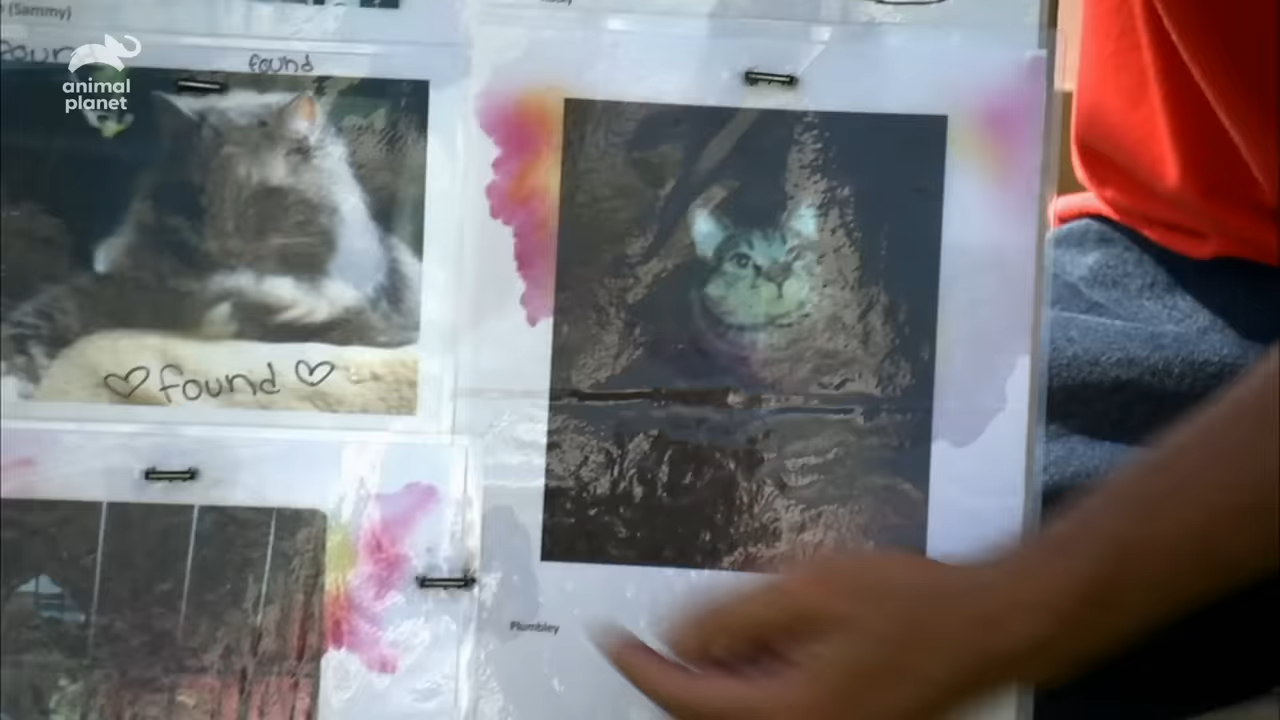 (Sammy)
found
animal
planet
♡ found ♡
Plumbley